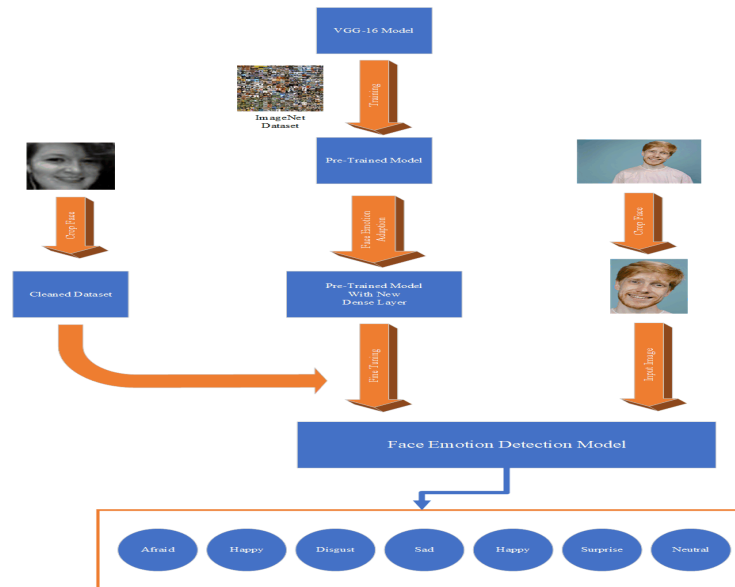 VGG-16 Model
Training
ImageNet
Dataset
Pre-Trained Model
Crop Face
Face Emotion
Adaption
Crop Face
Cleaned Dataset
Pre-Trained Model
With New
Dense Layer
Fine Tuning
Input Image
Face Emotion Detection Model
Afraid
Happy
Disgust
Sad
Happy
Surprise
Neutral